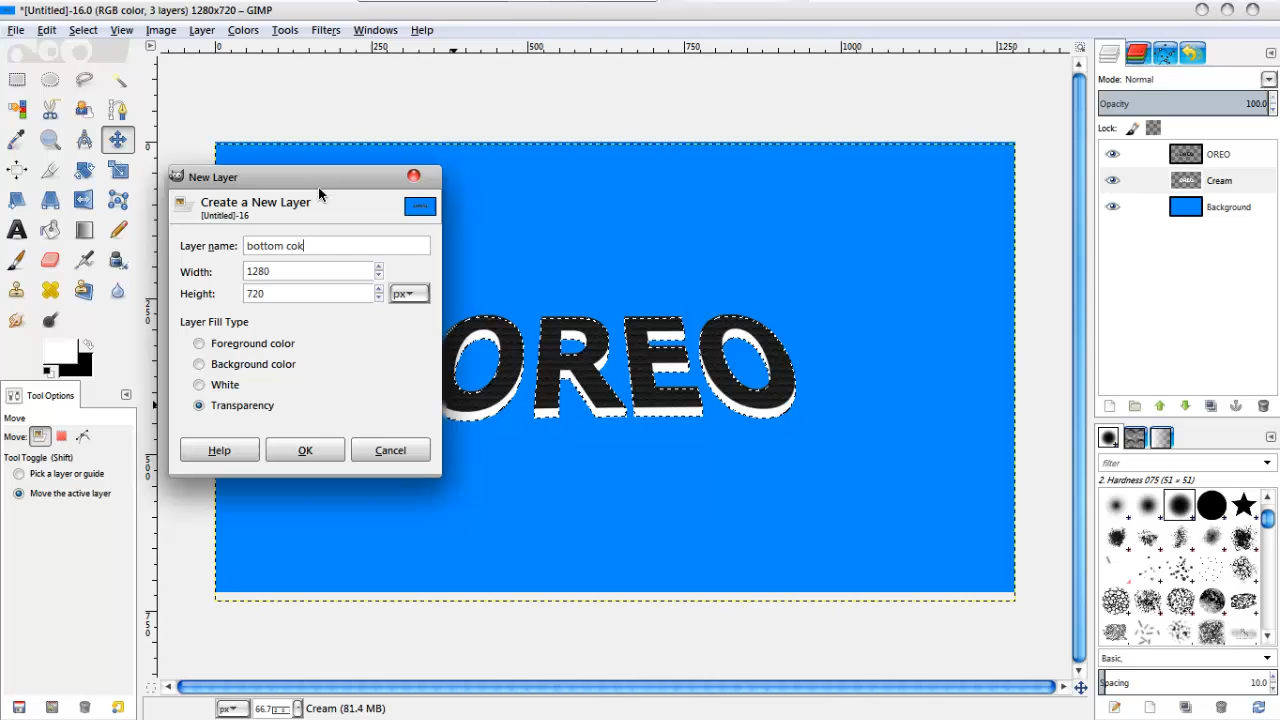 *[Untitled]-16.0 (RGB color, 3 layers) 1280x720 – GIMP
File Edit Select View Image Layer Colors Tools Filters Windows Help
0 250 500 750 1000 1250
0
250
500
750
New Layer
Create a New Layer
[Untitled]-16
Layer name: bottom cok
Width: 1280
Height: 720 px
Layer Fill Type
Foreground color
Background color
White
Transparency
Help OK Cancel
OREO
Tool Options
Move
Move:
Tool Toggle (Shift)
Pick a layer or guide
Move the active layer
Mode: Normal
Opacity 100.0
Lock:
OREO
Cream
Background
filter
2. Hardness 075 (51 × 51)
Basic,
Spacing 10.0
px 66.7 Cream (81.4 MB)